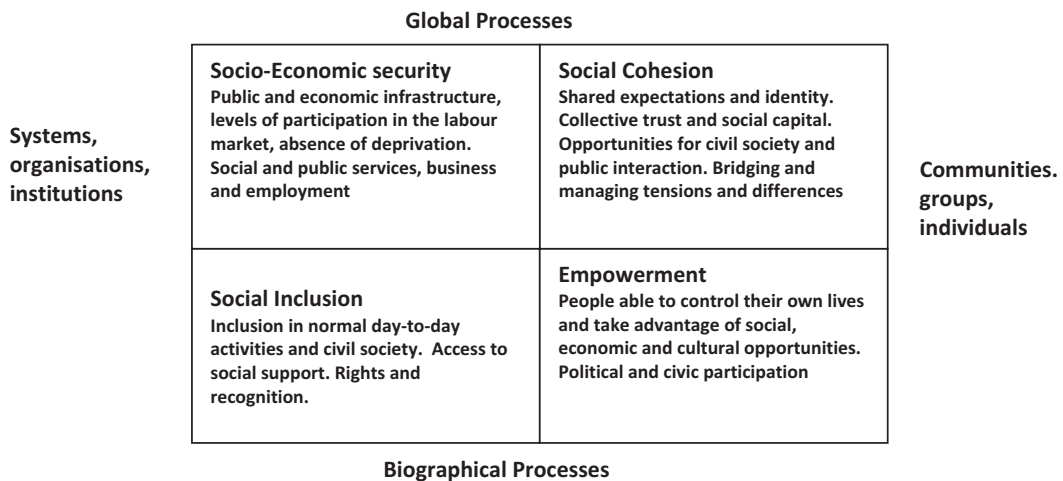 Global Processes
Systems,
organisations,
institutions
Socio-Economic security
Public and economic infrastructure,
levels of participation in the labour
market, absence of deprivation.
Social and public services, business
and employment
Social Cohesion
Shared expectations and identity.
Collective trust and social capital.
Opportunities for civil society and
public interaction. Bridging and
managing tensions and differences
Communities.
groups,
individuals
Social Inclusion
Inclusion in normal day-to-day
activities and civil society.  Access to
social support. Rights and
recognition.
Empowerment
People able to control their own lives
and take advantage of social,
economic and cultural opportunities.
Political and civic participation
Biographical Processes